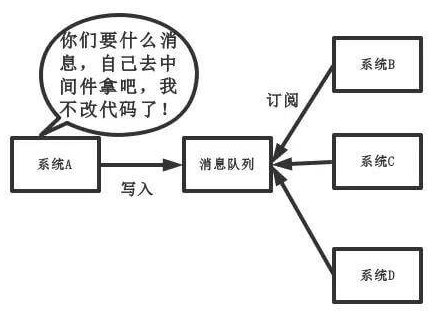 你们要什么消
息，自己去中
间件拿吧，我
不改代码了！
系统A
写入
消息队列
订阅
系统B
系统C
系统D